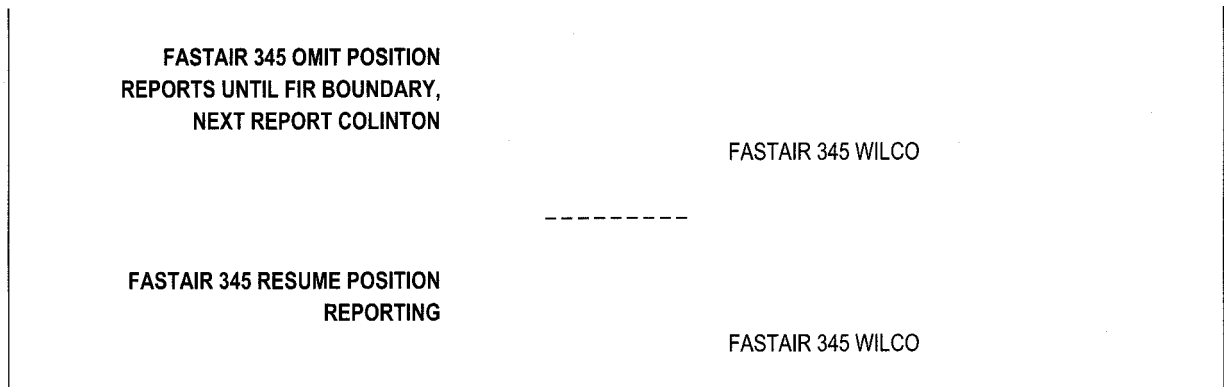 FASTAIR 345 OMIT POSITION
REPORTS UNTIL FIR BOUNDARY,
NEXT REPORT COLINTON
FASTAIR 345 WILCO
---------
FASTAIR 345 RESUME POSITION
REPORTING
FASTAIR 345 WILCO